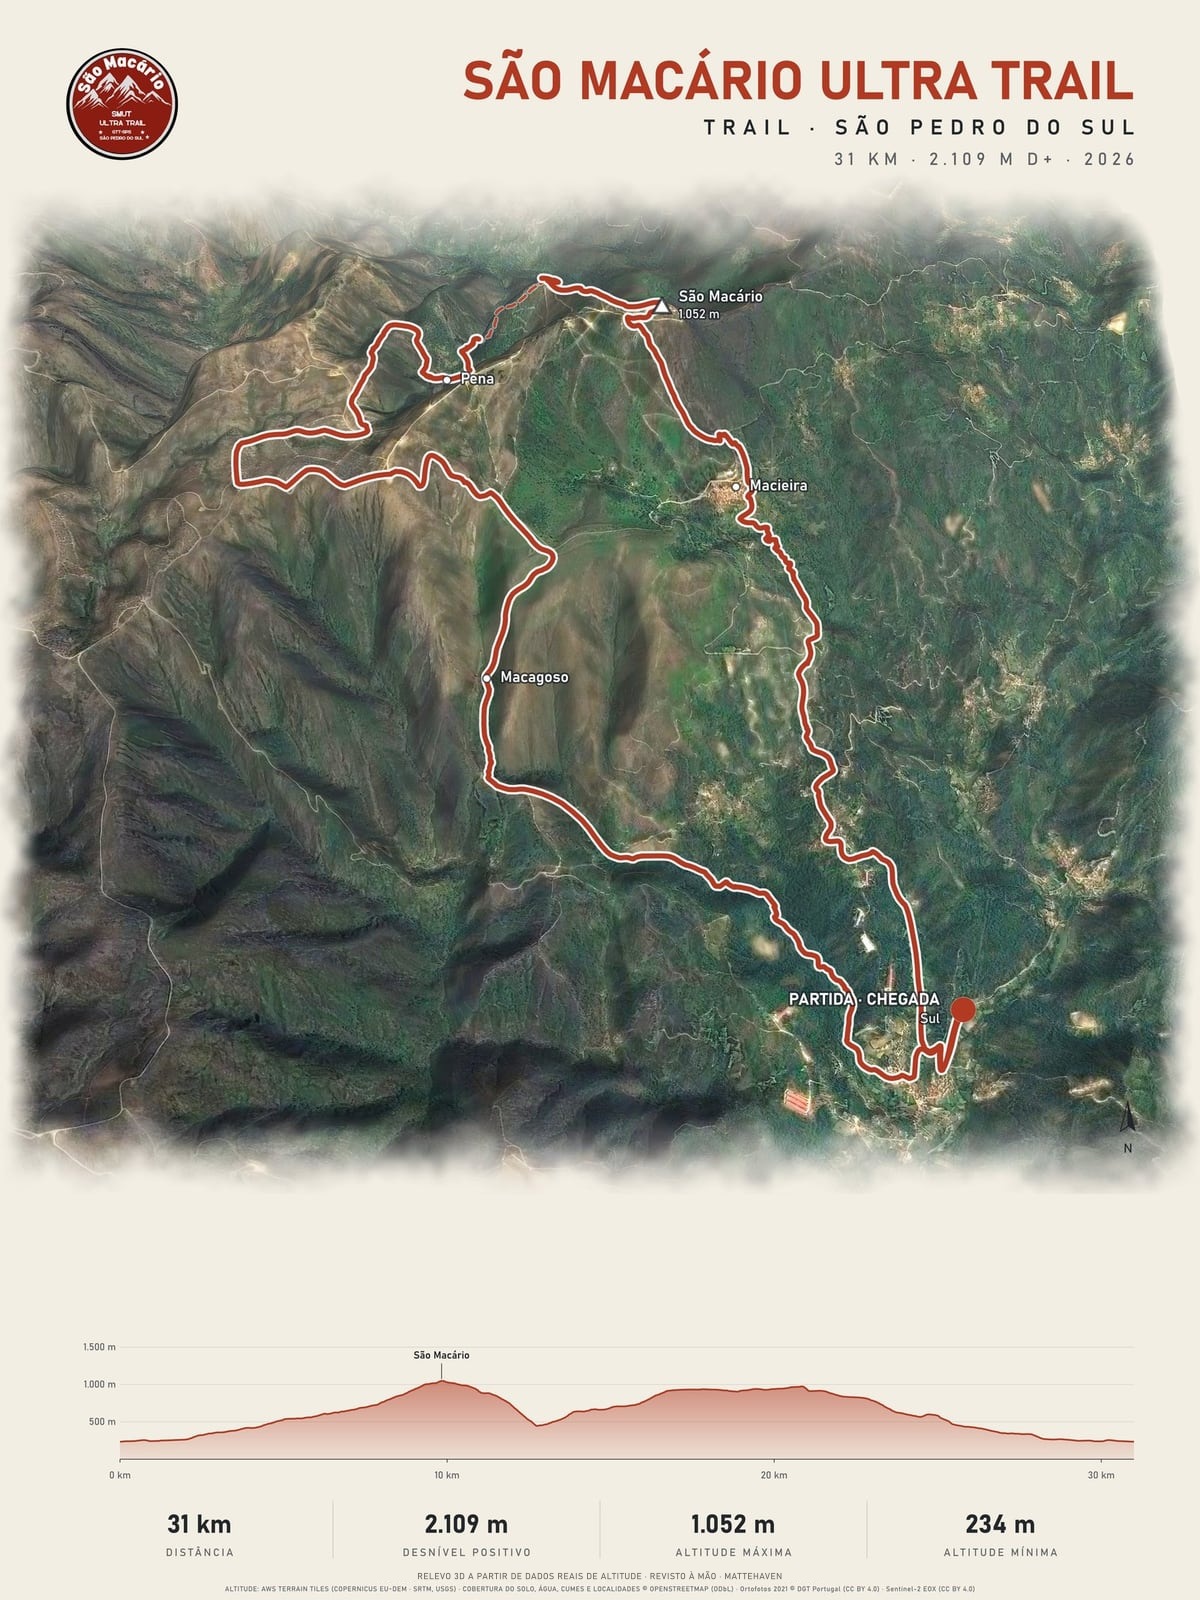 São Macário
SMUT
ULTRA TRAIL
GTT-SPS
SÃO PEDRO DO SUL
SÃO MACÁRIO ULTRA TRAIL
TRAIL · SÃO PEDRO DO SUL
31 KM · 2.109 M D+ · 2026
São Macário
1.052 m
Pena
Macieira
Macagoso
PARTIDA · CHEGADA
Sul
N
1.500 m
São Macário
1.000 m
500 m
0 km
10 km
20 km
30 km
31 km
2.109 m
1.052 m
234 m
DISTÂNCIA
DESNÍVEL POSITIVO
ALTITUDE MÁXIMA
ALTITUDE MÍNIMA
RELEVO 3D A PARTIR DE DADOS REAIS DE ALTITUDE · REVISTO À MÃO · MATTEHAVEN
ALTITUDE: AWS TERRAIN TILES (COPERNICUS EU-DEM · SRTM, USGS) · COBERTURA DO SOLO, ÁGUA, CUMES E LOCALIDADES © OPENSTREETMAP (ODbL) · Ortofotos 2021 © DGT Portugal (CC BY 4.0) · Sentinel-2 EOX (CC BY 4.0)